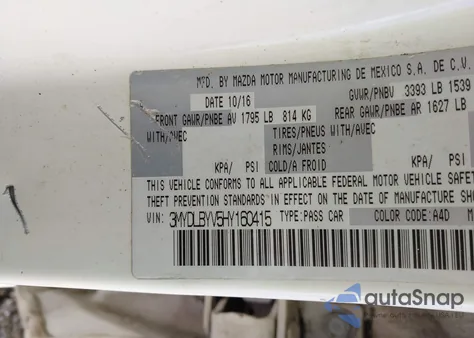 MFD. BY MAZDA MOTOR MANUFACTURING DE MEXICO S.A. DE C.V.
DATE 10/16 GVWR/PNBV 3393 LB 1539
FRONT GAWR/PNBE AV 1795 LB 814 KG REAR GAWR/PNBE AR 1627 LB
WITH/AVEC TIRES/PNEUS WITH/AVEC
RIMS/JANTES
KPA/ PSI COLD/A FROID KPA/ PSI
THIS VEHICLE CONFORMS TO ALL APPLICABLE FEDERAL MOTOR VEHICLE SAFET
THEFT PREVENTION STANDARDS IN EFFECT ON THE DATE OF MANUFACTURE SHO
VIN: 3MYDLBYV5HY160415 TYPE:PASS CAR COLOR CODE: A4D M
autoSnap